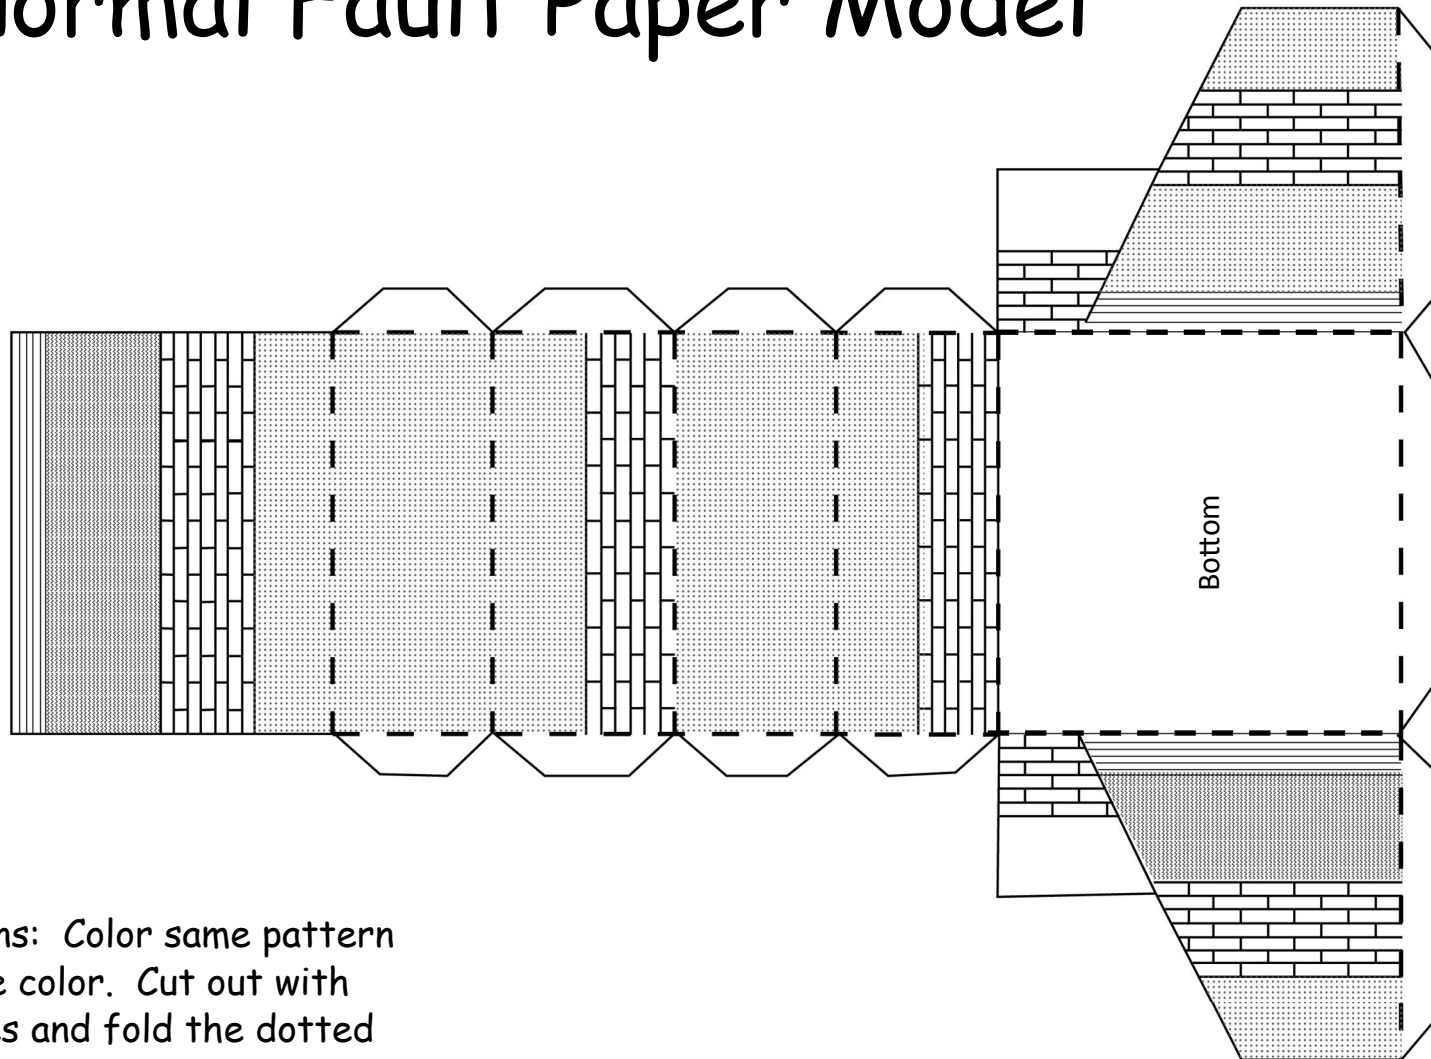 ormal Fault Paper Model
Bottom
ns: Color same pattern
e color. Cut out with
s and fold the dotted